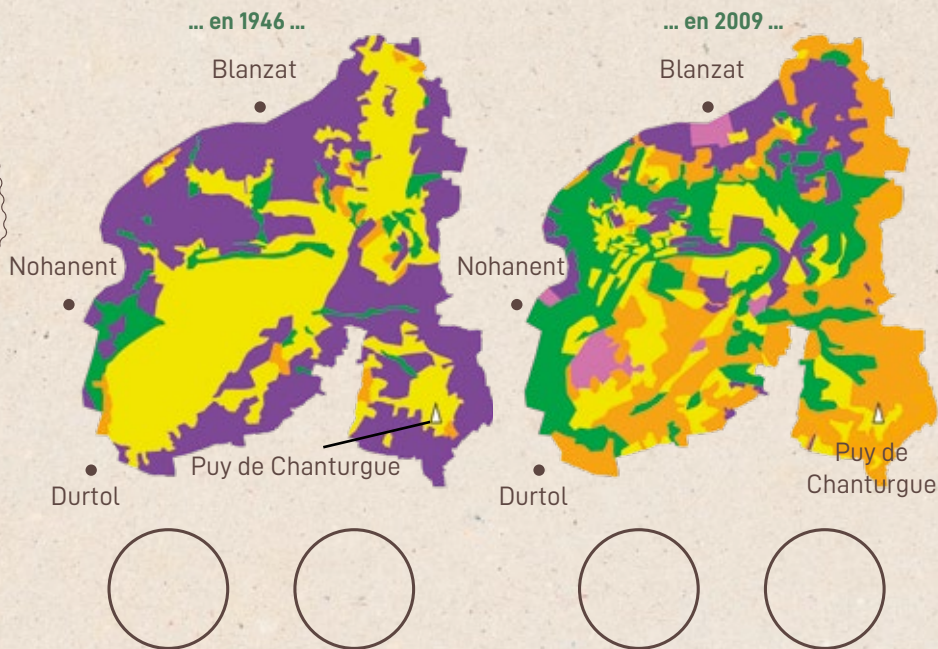 ... en 1946 ...
Blanzat
Nohanent
Puy de Chanturgue
Durtol
... en 2009 ...
Blanzat
Nohanent
Puy de
Chanturgue
Durtol